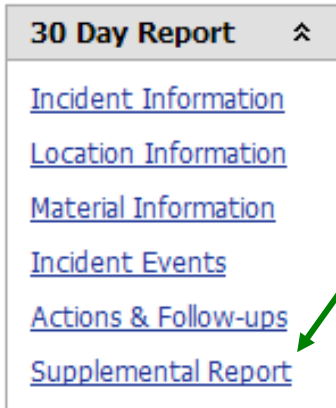 30 Day Report
Incident Information
Location Information
Material Information
Incident Events
Actions & Follow-ups
Supplemental Report